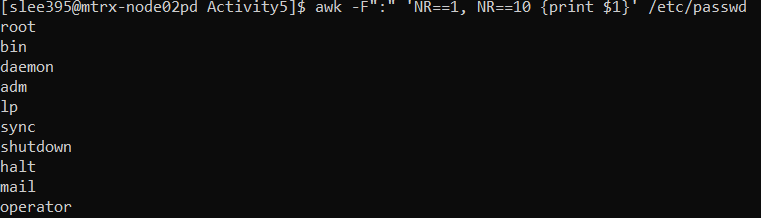 [slee395@mtrx-node02pd Activity5]$ awk -F":" 'NR==1, NR==10 {print $1}' /etc/passwd
root
bin
daemon
adm
lp
sync
shutdown
halt
mail
operator